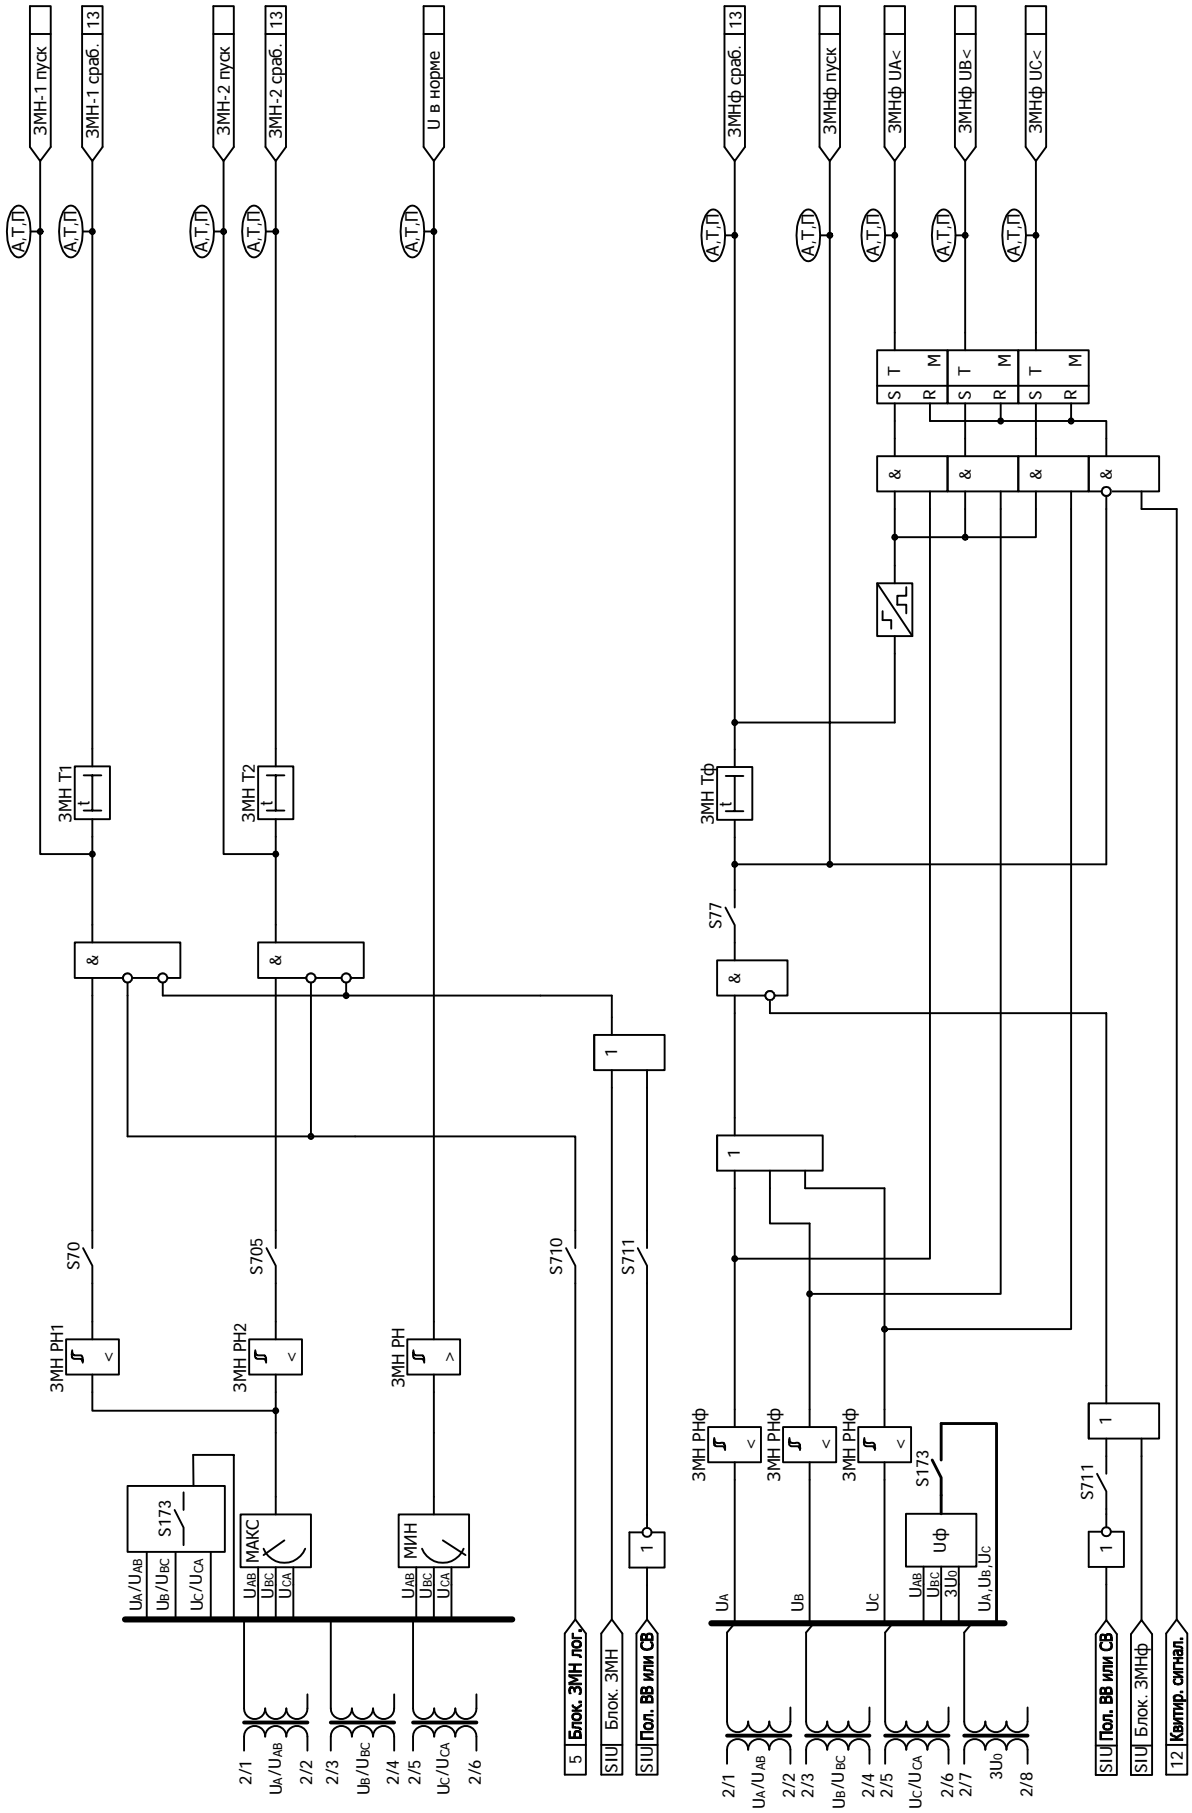 ЗМН-1 пуск
ЗМН-1 сраб. 13
ЗМН-2 пуск
ЗМН-2 сраб. 13
U в норме
А,Т,П
А,Т,П
А,Т,П
А,Т,П
А,Т,П
ЗМН Т1
t
ЗМН Т2
t
&
&
1
S70
S705
S710
S711
ЗМН РН1
<
ЗМН РН2
<
ЗМН РН
>
S173
UA/UAB
UB/UBC
UC/UCA
МАКС
UAB
UBC
UCA
МИН
UAB
UBC
UCA
1
2/1
UA/UAB
2/2
2/3
UB/UBC
2/4
2/5
UC/UCA
2/6
5 Блок. ЗМН лог.
SIU Блок. ЗМН
SIU Пол. ВВ или СВ
ЗМНф сраб. 13
ЗМНф пуск
ЗМНф UA<
ЗМНф UB<
ЗМНф UC<
А,Т,П
А,Т,П
А,Т,П
А,Т,П
А,Т,П
S T
R M
S T
R M
S T
R M
&
&
&
&
ЗМН Тф
t
S77
&
1
ЗМН РНф
<
ЗМН РНф
<
ЗМН РНф
<
S173
Uф
UAB
UBC
3U0
UA,UB,UC
UA
UB
UC
1
S711
1
2/1
UA/UAB
2/2
2/3
UB/UBC
2/4
2/5
UC/UCA
2/6
2/7
3U0
2/8
SIU Пол. ВВ или СВ
SIU Блок. ЗМНф
12 Квитир. сигнал.